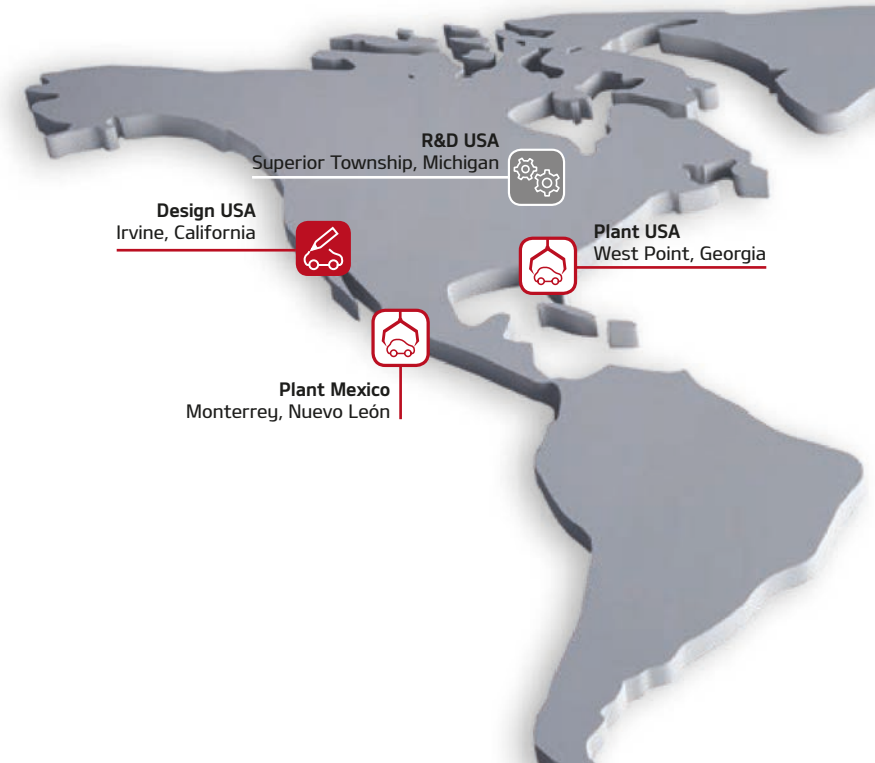 R&D USA
Superior Township, Michigan
Design USA
Irvine, California
Plant USA
West Point, Georgia
Plant Mexico
Monterrey, Nuevo León